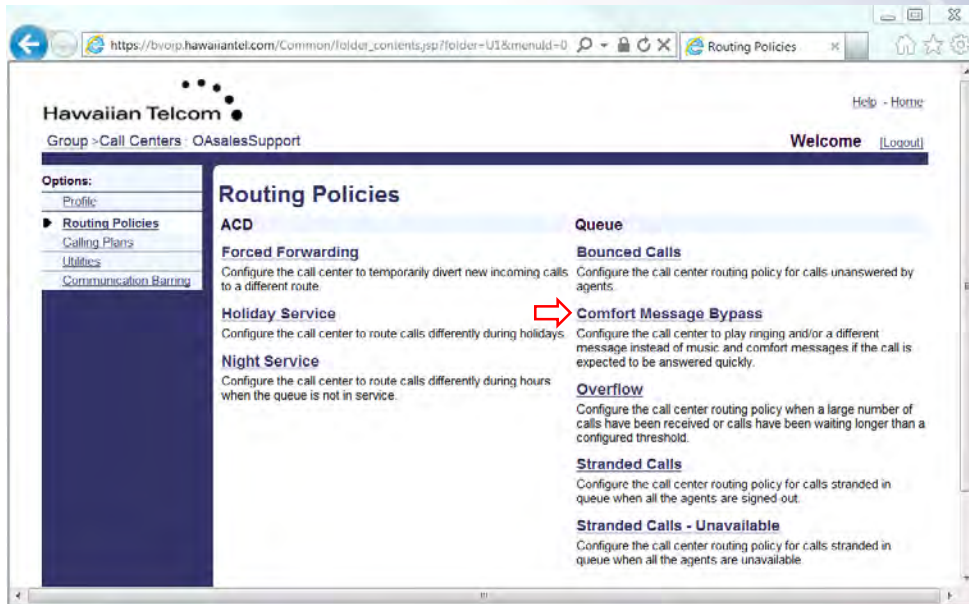 https://bvoip.hawaiiantel.com/Common/folder_contents.jsp?folder=U1&menuId=0
Routing Policies
Hawaiian Telcom
Help - Home
Group >Call Centers : OAsalesSupport
Welcome [Logout]
Options:
Profile
Routing Policies
Calling Plans
Utilities
Communication Barring
Routing Policies
ACD
Forced Forwarding
Configure the call center to temporarily divert new incoming calls
to a different route.
Holiday Service
Configure the call center to route calls differently during holidays.
Night Service
Configure the call center to route calls differently during hours
when the queue is not in service.
Queue
Bounced Calls
Configure the call center routing policy for calls unanswered by
agents.
Comfort Message Bypass
Configure the call center to play ringing and/or a different
message instead of music and comfort messages if the call is
expected to be answered quickly.
Overflow
Configure the call center routing policy when a large number of
calls have been received or calls have been waiting longer than a
configured threshold.
Stranded Calls
Configure the call center routing policy for calls stranded in
queue when all the agents are signed out.
Stranded Calls - Unavailable
Configure the call center routing policy for calls stranded in
queue when all the agents are unavailable.